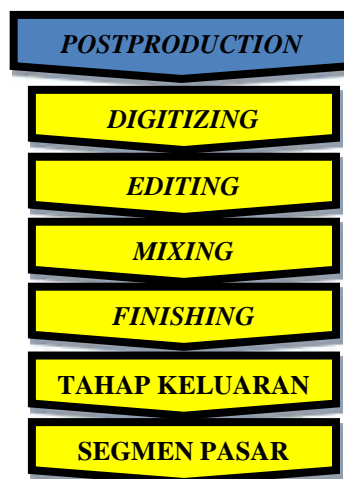 POSTPRODUCTION
DIGITIZING
EDITING
MIXING
FINISHING
TAHAP KELUARAN
SEGMEN PASAR